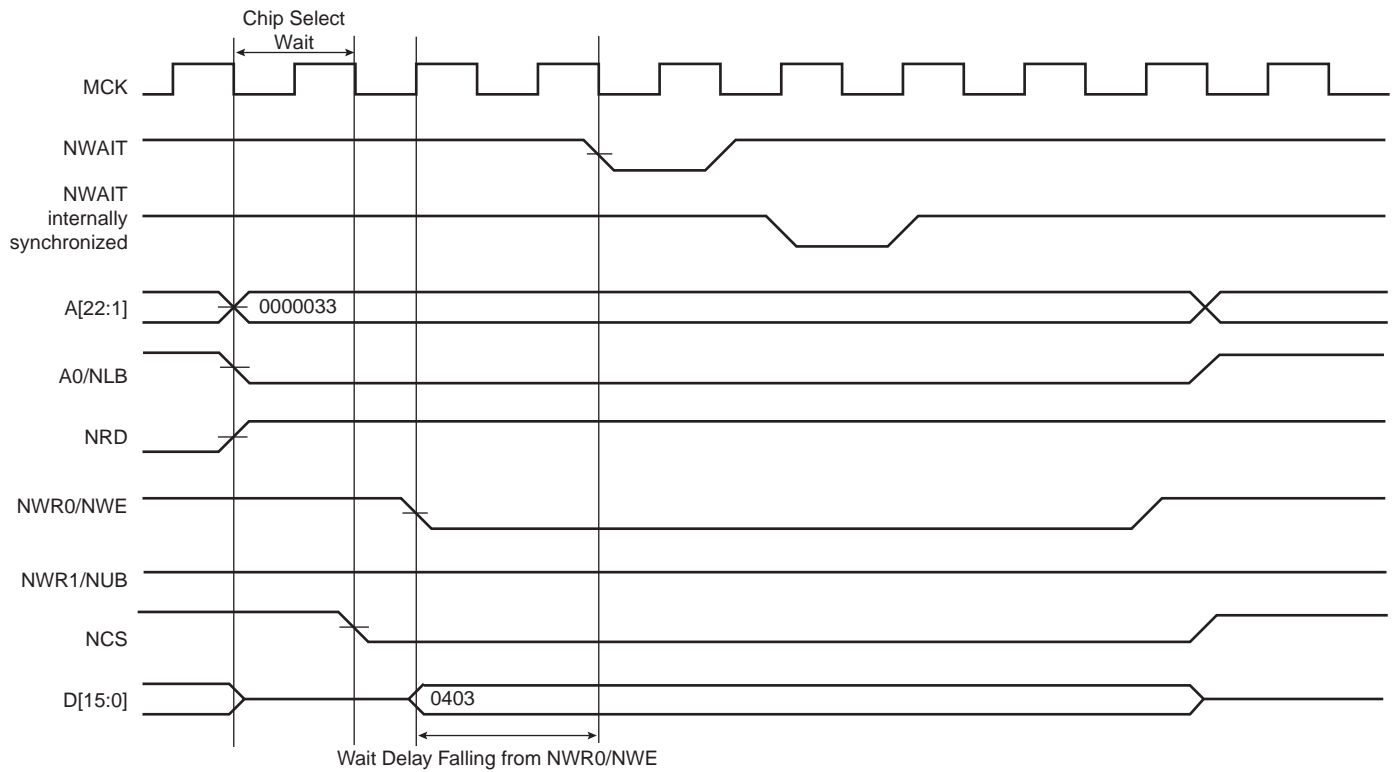 Chip Select
Wait
MCK
NWAIT
NWAIT
internally
synchronized
A[22:1]
0000033
A0/NLB
NRD
NWR0/NWE
NWR1/NUB
NCS
D[15:0]
0403
Wait Delay Falling from NWR0/NWE